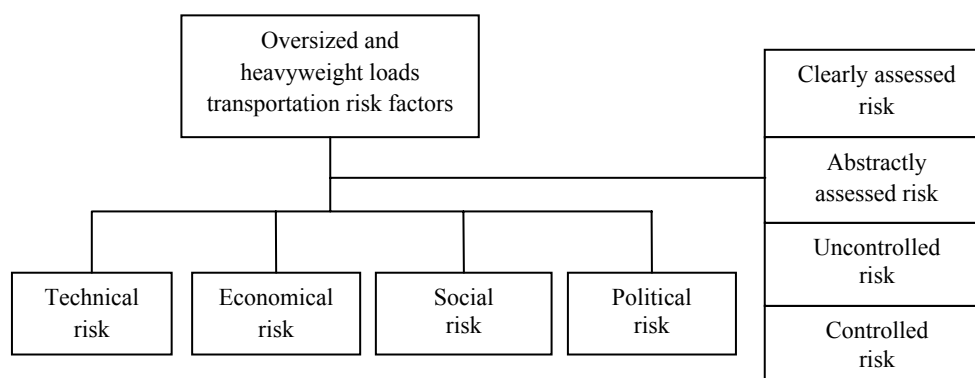 Oversized and
heavyweight loads
transportation risk factors
Clearly assessed
risk
Abstractly
assessed risk
Uncontrolled
risk
Controlled
risk
Technical
risk
Economical
risk
Social
risk
Political
risk